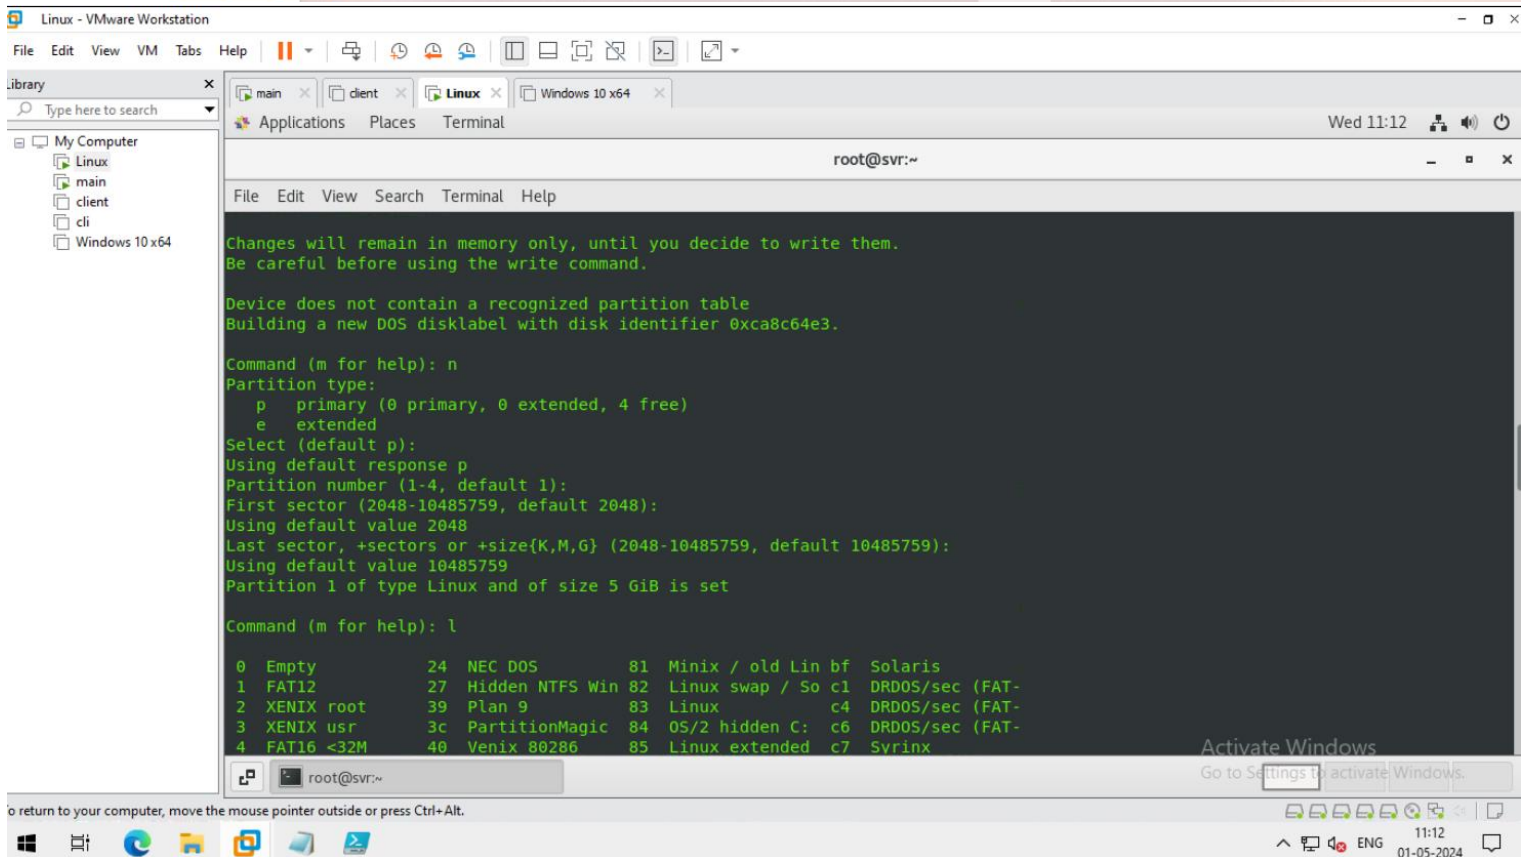 Linux - VMware Workstation
File Edit View VM Tabs Help
Library
Type here to search
My Computer
Linux
main
client
cli
Windows 10 x64
main client Linux Windows 10 x64
Applications Places Terminal Wed 11:12
root@svr:~
File Edit View Search Terminal Help
Changes will remain in memory only, until you decide to write them.
Be careful before using the write command.
Device does not contain a recognized partition table
Building a new DOS disklabel with disk identifier 0xca8c64e3.
Command (m for help): n
Partition type:
p primary (0 primary, 0 extended, 4 free)
e extended
Select (default p):
Using default response p
Partition number (1-4, default 1):
First sector (2048-10485759, default 2048):
Using default value 2048
Last sector, +sectors or +size{K,M,G} (2048-10485759, default 10485759):
Using default value 10485759
Partition 1 of type Linux and of size 5 GiB is set
Command (m for help): l
0 Empty 24 NEC DOS 81 Minix / old Lin bf Solaris
1 FAT12 27 Hidden NTFS Win 82 Linux swap / So c1 DRDOS/sec (FAT-
2 XENIX root 39 Plan 9 83 Linux c4 DRDOS/sec (FAT-
3 XENIX usr 3c PartitionMagic 84 OS/2 hidden C: c6 DRDOS/sec (FAT-
4 FAT16 <32M 40 Venix 80286 85 Linux extended c7 Syrinx
Activate Windows
Go to Settings to activate Windows.
root@svr:~
To return to your computer, move the mouse pointer outside or press Ctrl+Alt.
ENG 11:12
01-05-2024